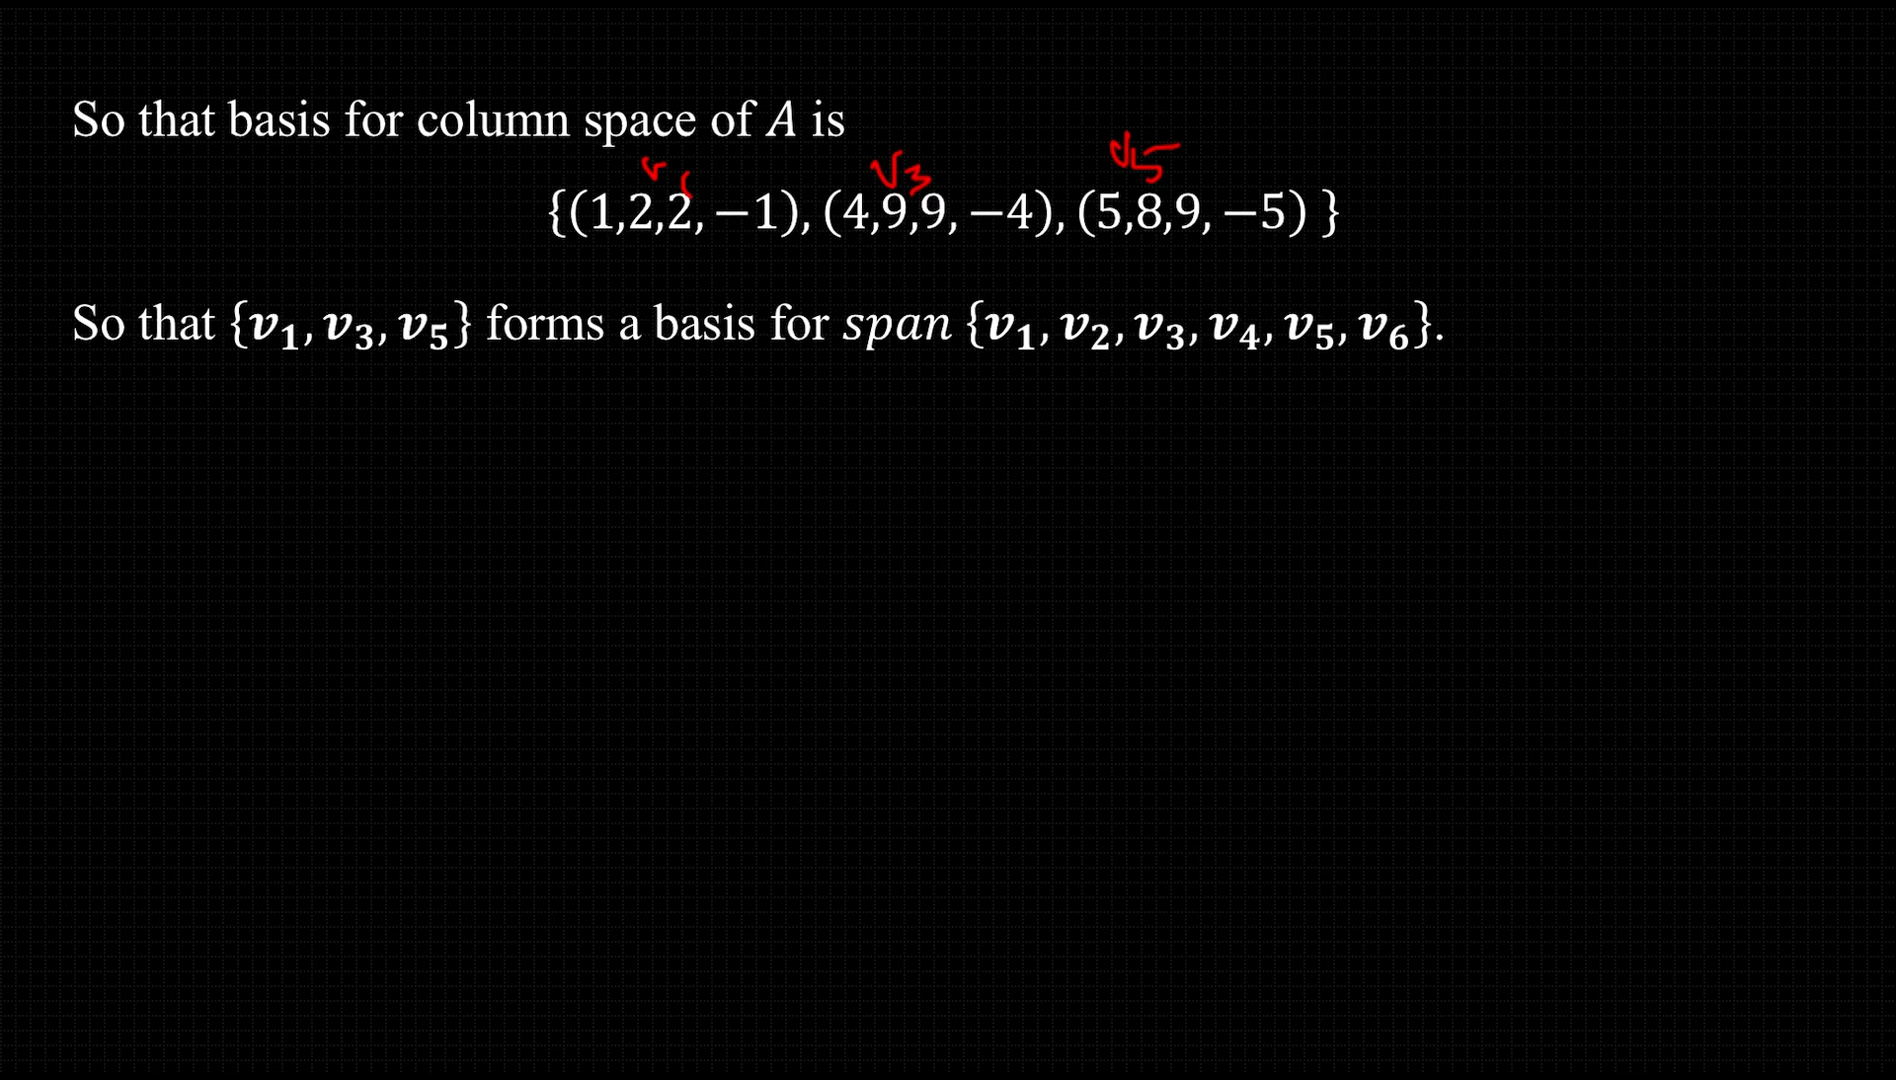 So that basis for column space of A is
v1 v3 v5
{(1,2,2, −1), (4,9,9, −4), (5,8,9, −5) }
So that {v₁, v₃, v₅} forms a basis for span {v₁, v₂, v₃, v₄, v₅, v₆}.